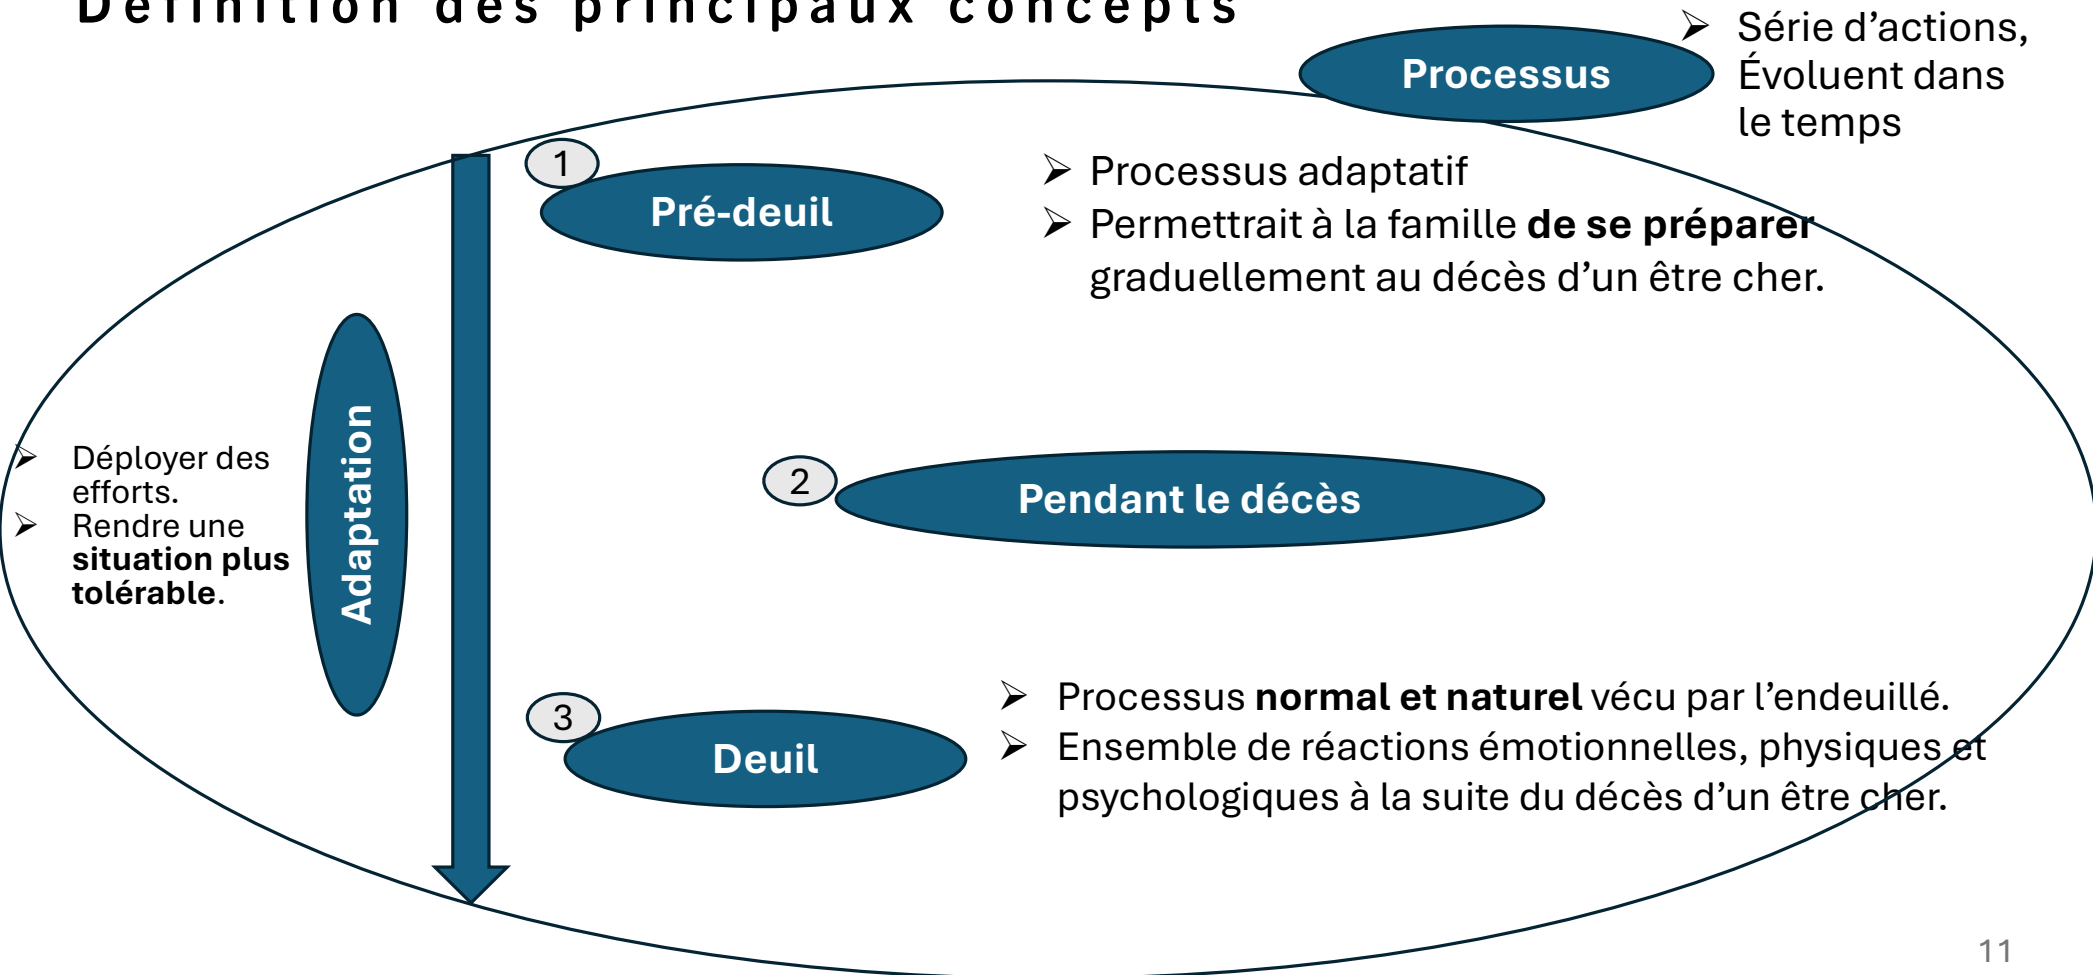 Définition des principaux concepts
Processus
➢ Série d’actions,
Évoluent dans
le temps
1
Pré-deuil
➢ Processus adaptatif
➢ Permettrait à la famille de se préparer
graduellement au décès d’un être cher.
Adaptation
➢ Déployer des
efforts.
➢ Rendre une
situation plus
tolérable.
2
Pendant le décès
3
Deuil
➢ Processus normal et naturel vécu par l’endeuillé.
➢ Ensemble de réactions émotionnelles, physiques et
psychologiques à la suite du décès d’un être cher.
11